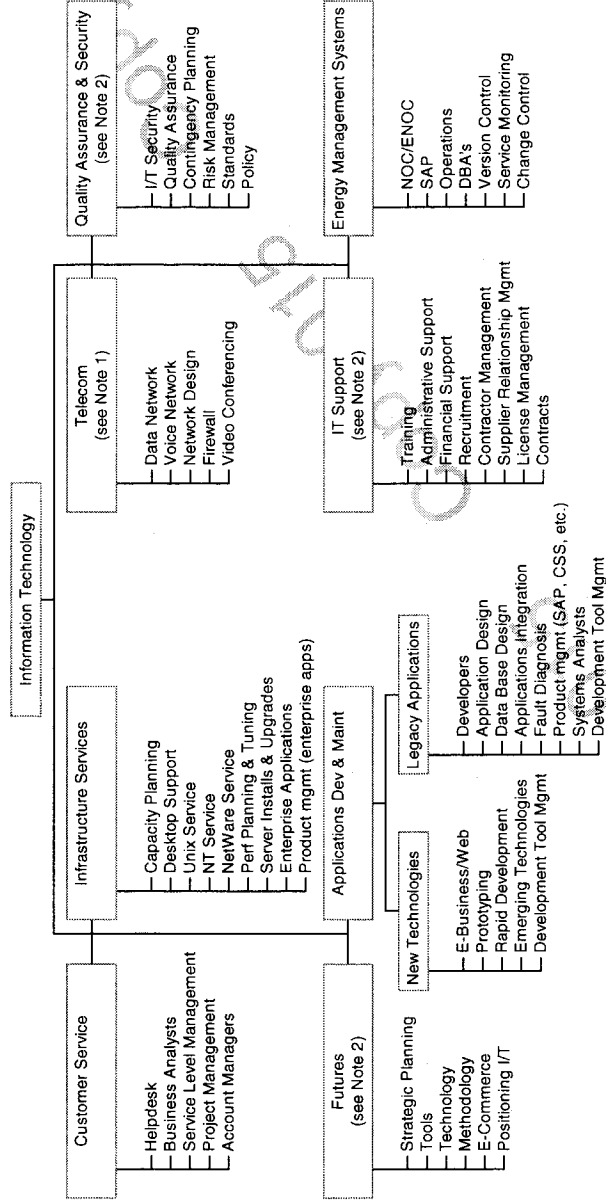 Information Technology
Customer Service
Helpdesk
Business Analysts
Service Level Management
Project Management
Account Managers
Infrastructure Services
Capacity Planning
Desktop Support
Unix Service
NT Service
NetWare Service
Perf Planning & Tuning
Server Installs & Upgrades
Enterprise Applications
Product mgmt (enterprise apps)
Telecom
(see Note 1)
Data Network
Voice Network
Network Design
Firewall
Video Conferencing
Quality Assurance & Security
(see Note 2)
I/T Security
Quality Assurance
Contingency Planning
Risk Management
Standards
Policy
Futures
(see Note 2)
Strategic Planning
Tools
Technology
Methodology
E-Commerce
Positioning I/T
Applications Dev & Maint
New Technologies
E-Business/Web
Prototyping
Rapid Development
Emerging Technologies
Development Tool Mgmt
Legacy Applications
Developers
Application Design
Data Base Design
Applications Integration
Fault Diagnosis
Product mgmt (SAP, CSS, etc.)
Systems Analysts
Development Tool Mgmt
IT Support
(see Note 2)
Training
Administrative Support
Financial Support
Recruitment
Contractor Management
Supplier Relationship Mgmt
License Management
Contracts
Energy Management Systems
NOC/ENOC
SAP
Operations
DBA's
Version Control
Service Monitoring
Change Control